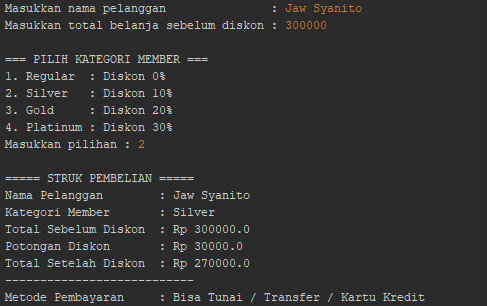 Masukkan nama pelanggan               : Jaw Syanito
Masukkan total belanja sebelum diskon : 300000
=== PILIH KATEGORI MEMBER ===
1. Regular  : Diskon 0%
2. Silver   : Diskon 10%
3. Gold     : Diskon 20%
4. Platinum : Diskon 30%
Masukkan pilihan : 2
===== STRUK PEMBELIAN =====
Nama Pelanggan        : Jaw Syanito
Kategori Member       : Silver
Total Sebelum Diskon  : Rp 300000.0
Potongan Diskon       : Rp 30000.0
Total Setelah Diskon  : Rp 270000.0
---------------------------
Metode Pembayaran     : Bisa Tunai / Transfer / Kartu Kredit